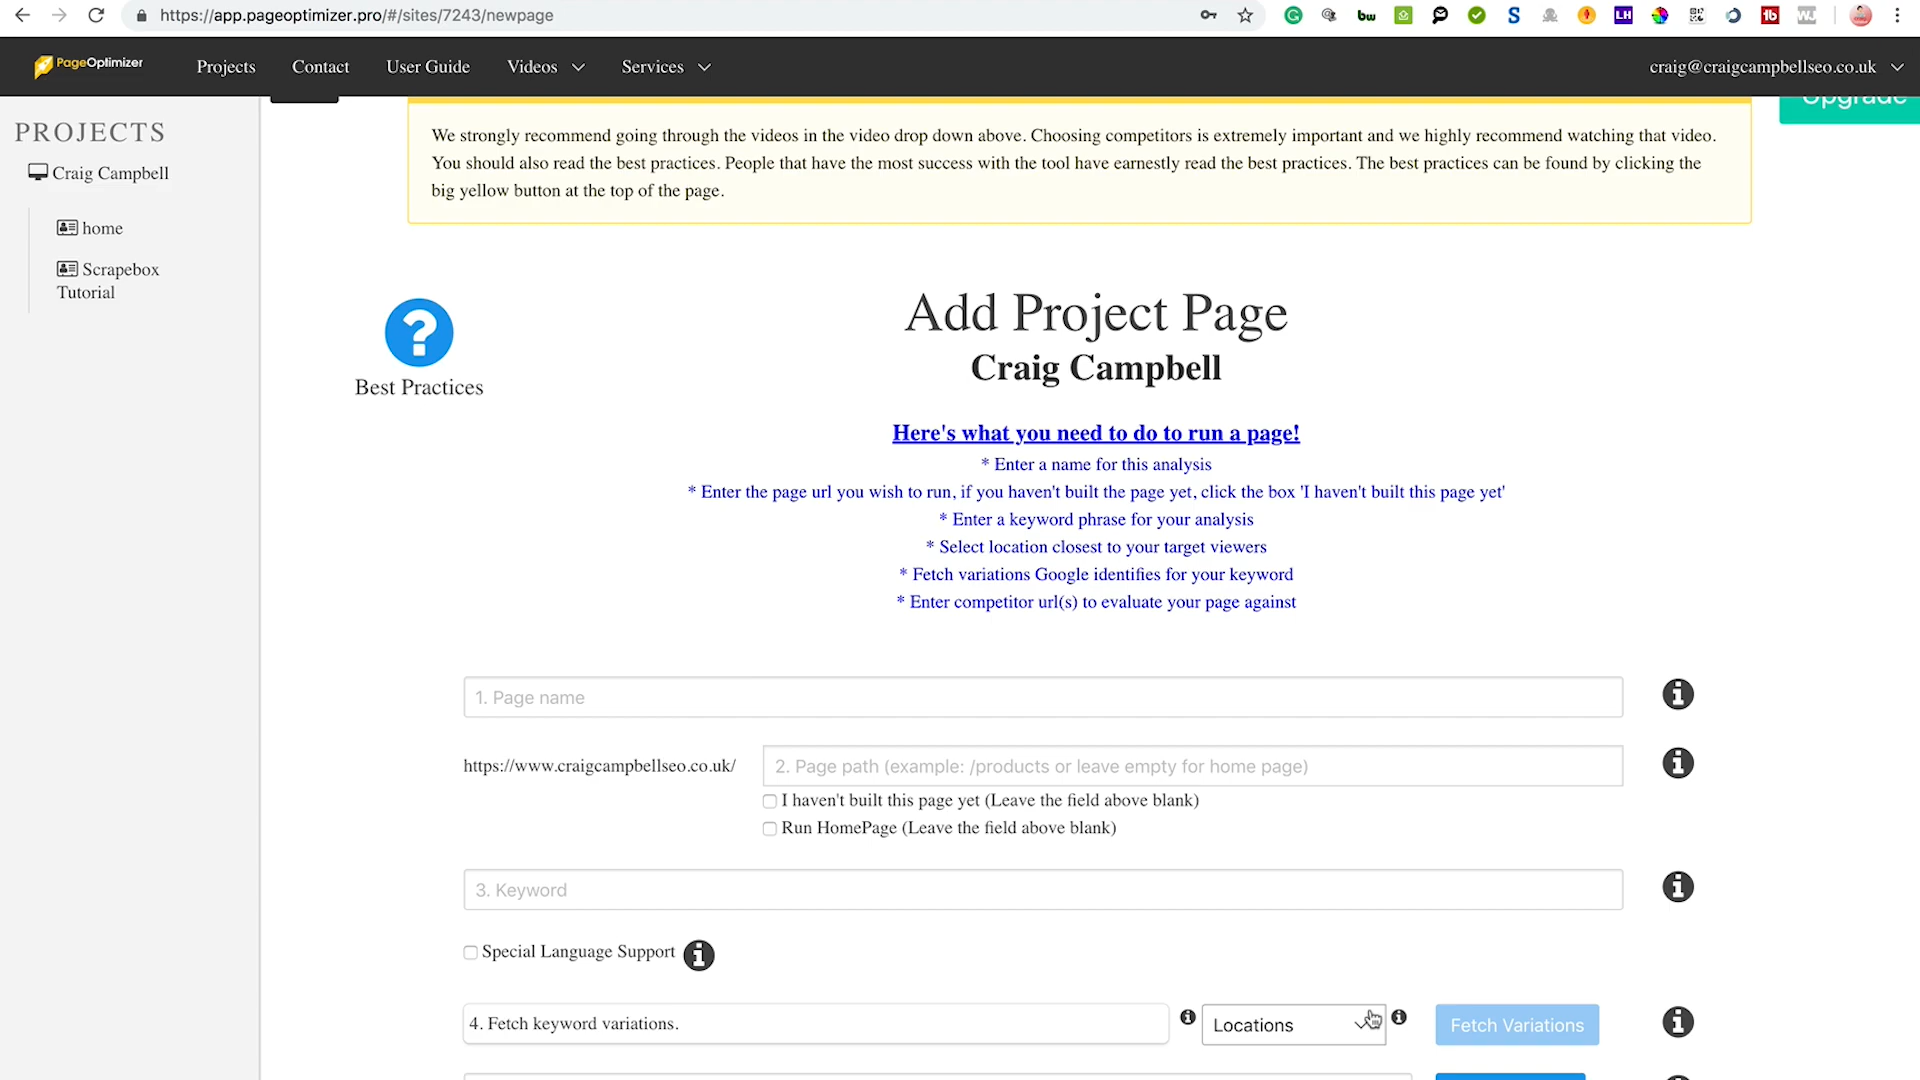 https://app.pageoptimizer.pro/#/sites/7243/newpage
bw
S
LH
tb
PageOptimizer
Projects
Contact
User Guide
Videos
Services
craig@craigcampbellseo.co.uk
Upgrade
PROJECTS
Craig Campbell
home
Scrapebox
Tutorial
We strongly recommend going through the videos in the video drop down above. Choosing competitors is extremely important and we highly recommend watching that video.
You should also read the best practices. People that have the most success with the tool have earnestly read the best practices. The best practices can be found by clicking the
big yellow button at the top of the page.
Best Practices
Add Project Page
Craig Campbell
Here's what you need to do to run a page!
* Enter a name for this analysis
* Enter the page url you wish to run, if you haven't built the page yet, click the box 'I haven't built this page yet'
* Enter a keyword phrase for your analysis
* Select location closest to your target viewers
* Fetch variations Google identifies for your keyword
* Enter competitor url(s) to evaluate your page against
1. Page name
https://www.craigcampbellseo.co.uk/
2. Page path (example: /products or leave empty for home page)
I haven't built this page yet (Leave the field above blank)
Run HomePage (Leave the field above blank)
3. Keyword
Special Language Support
4. Fetch keyword variations.
Locations
Fetch Variations